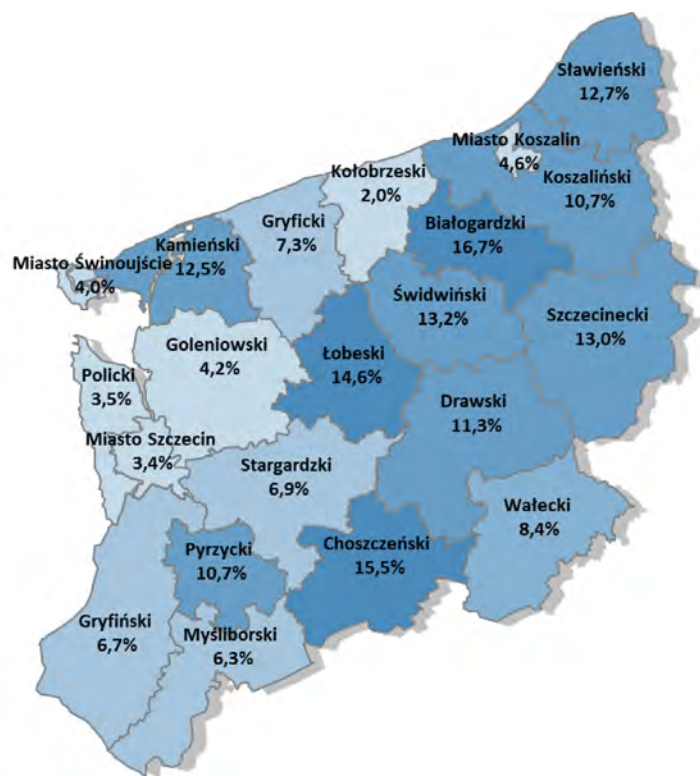 Sławieński
12,7%
Miasto Koszalin
4,6%
Koszaliński
10,7%
Kołobrzeski
2,0%
Białogardzki
16,7%
Gryficki
7,3%
Kamieński
12,5%
Miasto Świnoujście
4,0%
Świdwiński
13,2%
Szczecinecki
13,0%
Goleniowski
4,2%
Łobeski
14,6%
Policki
3,5%
Drawski
11,3%
Miasto Szczecin
3,4%
Stargardzki
6,9%
Wałecki
8,4%
Pyrzycki
10,7%
Choszczeński
15,5%
Gryfiński
6,7%
Myśliborski
6,3%